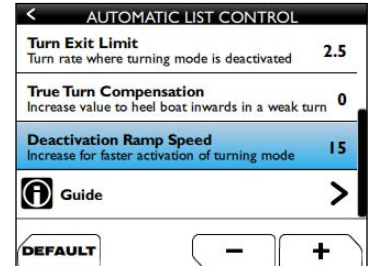 < AUTOMATIC LIST CONTROL
Turn Exit Limit
Turn rate where turning mode is deactivated 2.5
True Turn Compensation
Increase value to heel boat inwards in a weak turn 0
Deactivation Ramp Speed
Increase for faster activation of turning mode 15
Guide >
DEFAULT - +